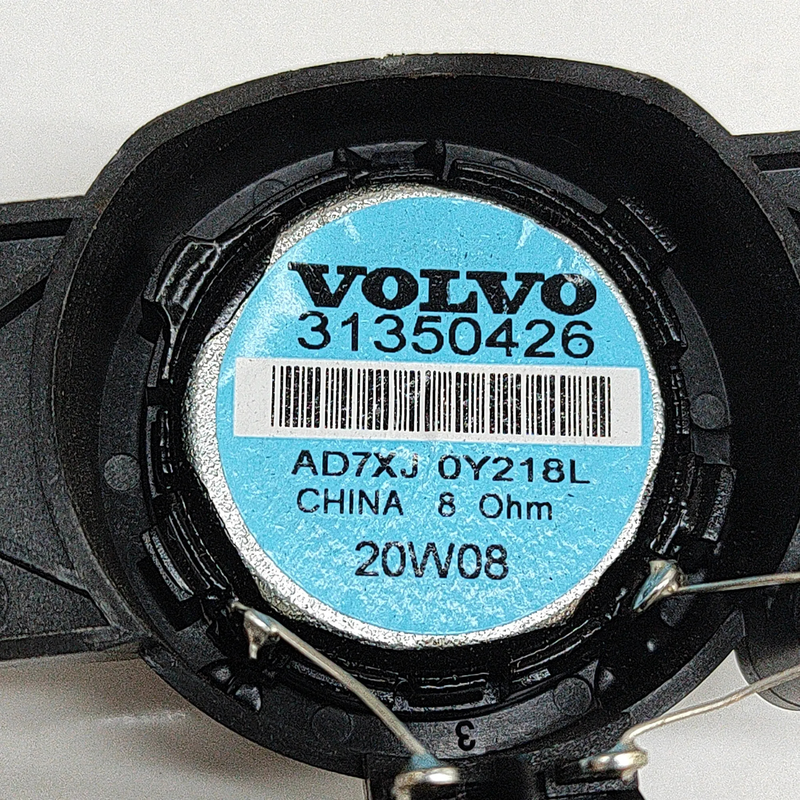 VOLVO
31350426
AD7XJ 0Y218L
CHINA 8 Ohm
20W08
3